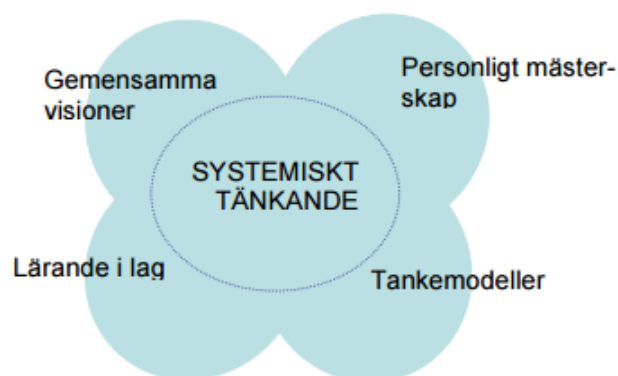 Gemensamma
visioner
Personligt mäster-
skap
SYSTEMISKT
TÄNKANDE
Lärande i lag
Tankemodeller